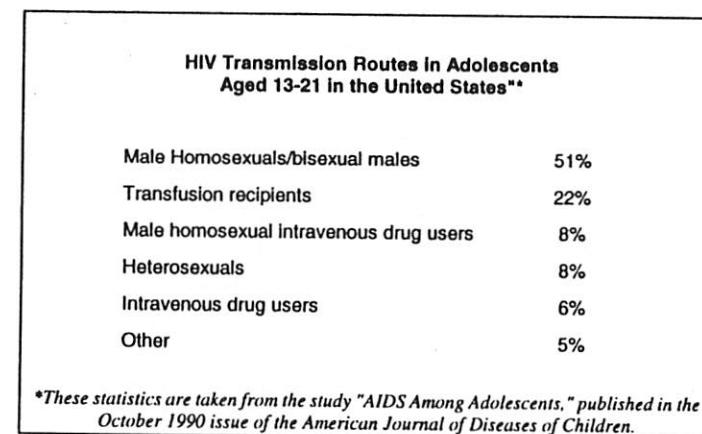 HIV Transmission Routes in Adolescents
Aged 13-21 in the United States"*
Male Homosexuals/bisexual males 51%
Transfusion recipients 22%
Male homosexual intravenous drug users 8%
Heterosexuals 8%
Intravenous drug users 6%
Other 5%
*These statistics are taken from the study "AIDS Among Adolescents," published in the
October 1990 issue of the American Journal of Diseases of Children.